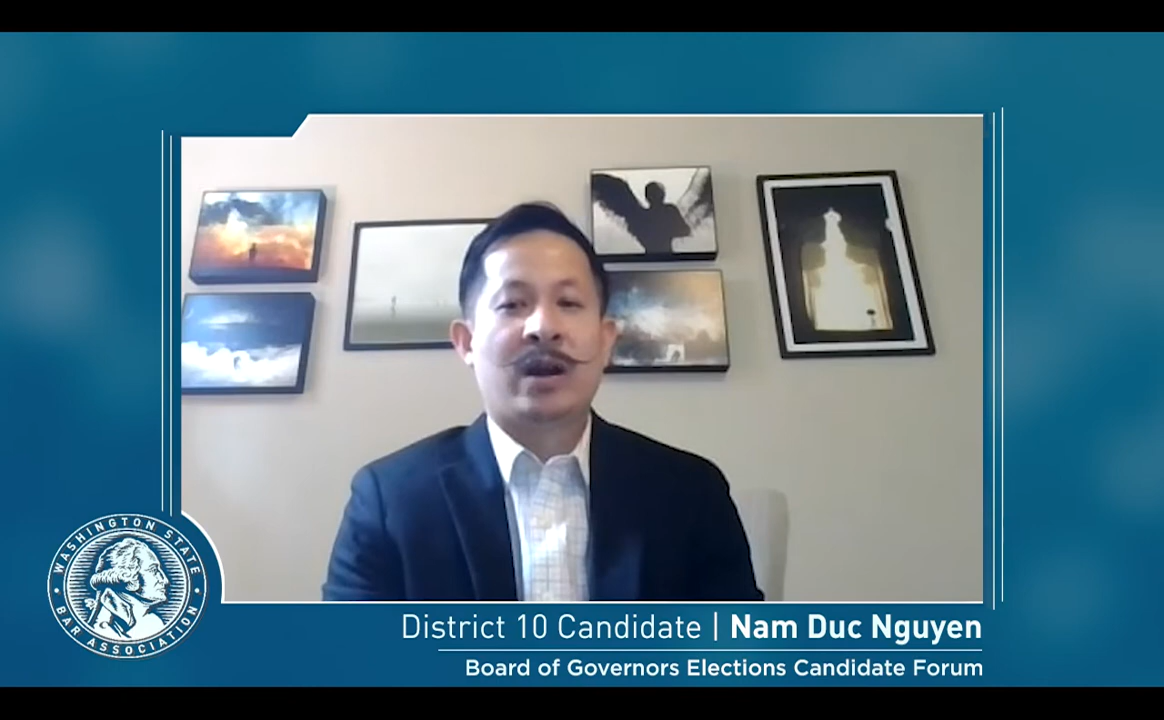 WASHINGTON STATE
BAR ASSOCIATION
District 10 Candidate | Nam Duc Nguyen
Board of Governors Elections Candidate Forum